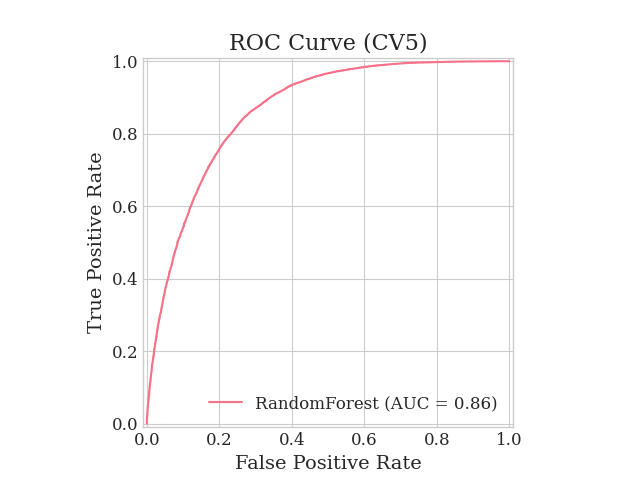 ROC Curve (CV5)
1.0
0.8
0.6
0.4
0.2
0.0
True Positive Rate
RandomForest (AUC = 0.86)
0.0 0.2 0.4 0.6 0.8 1.0
False Positive Rate